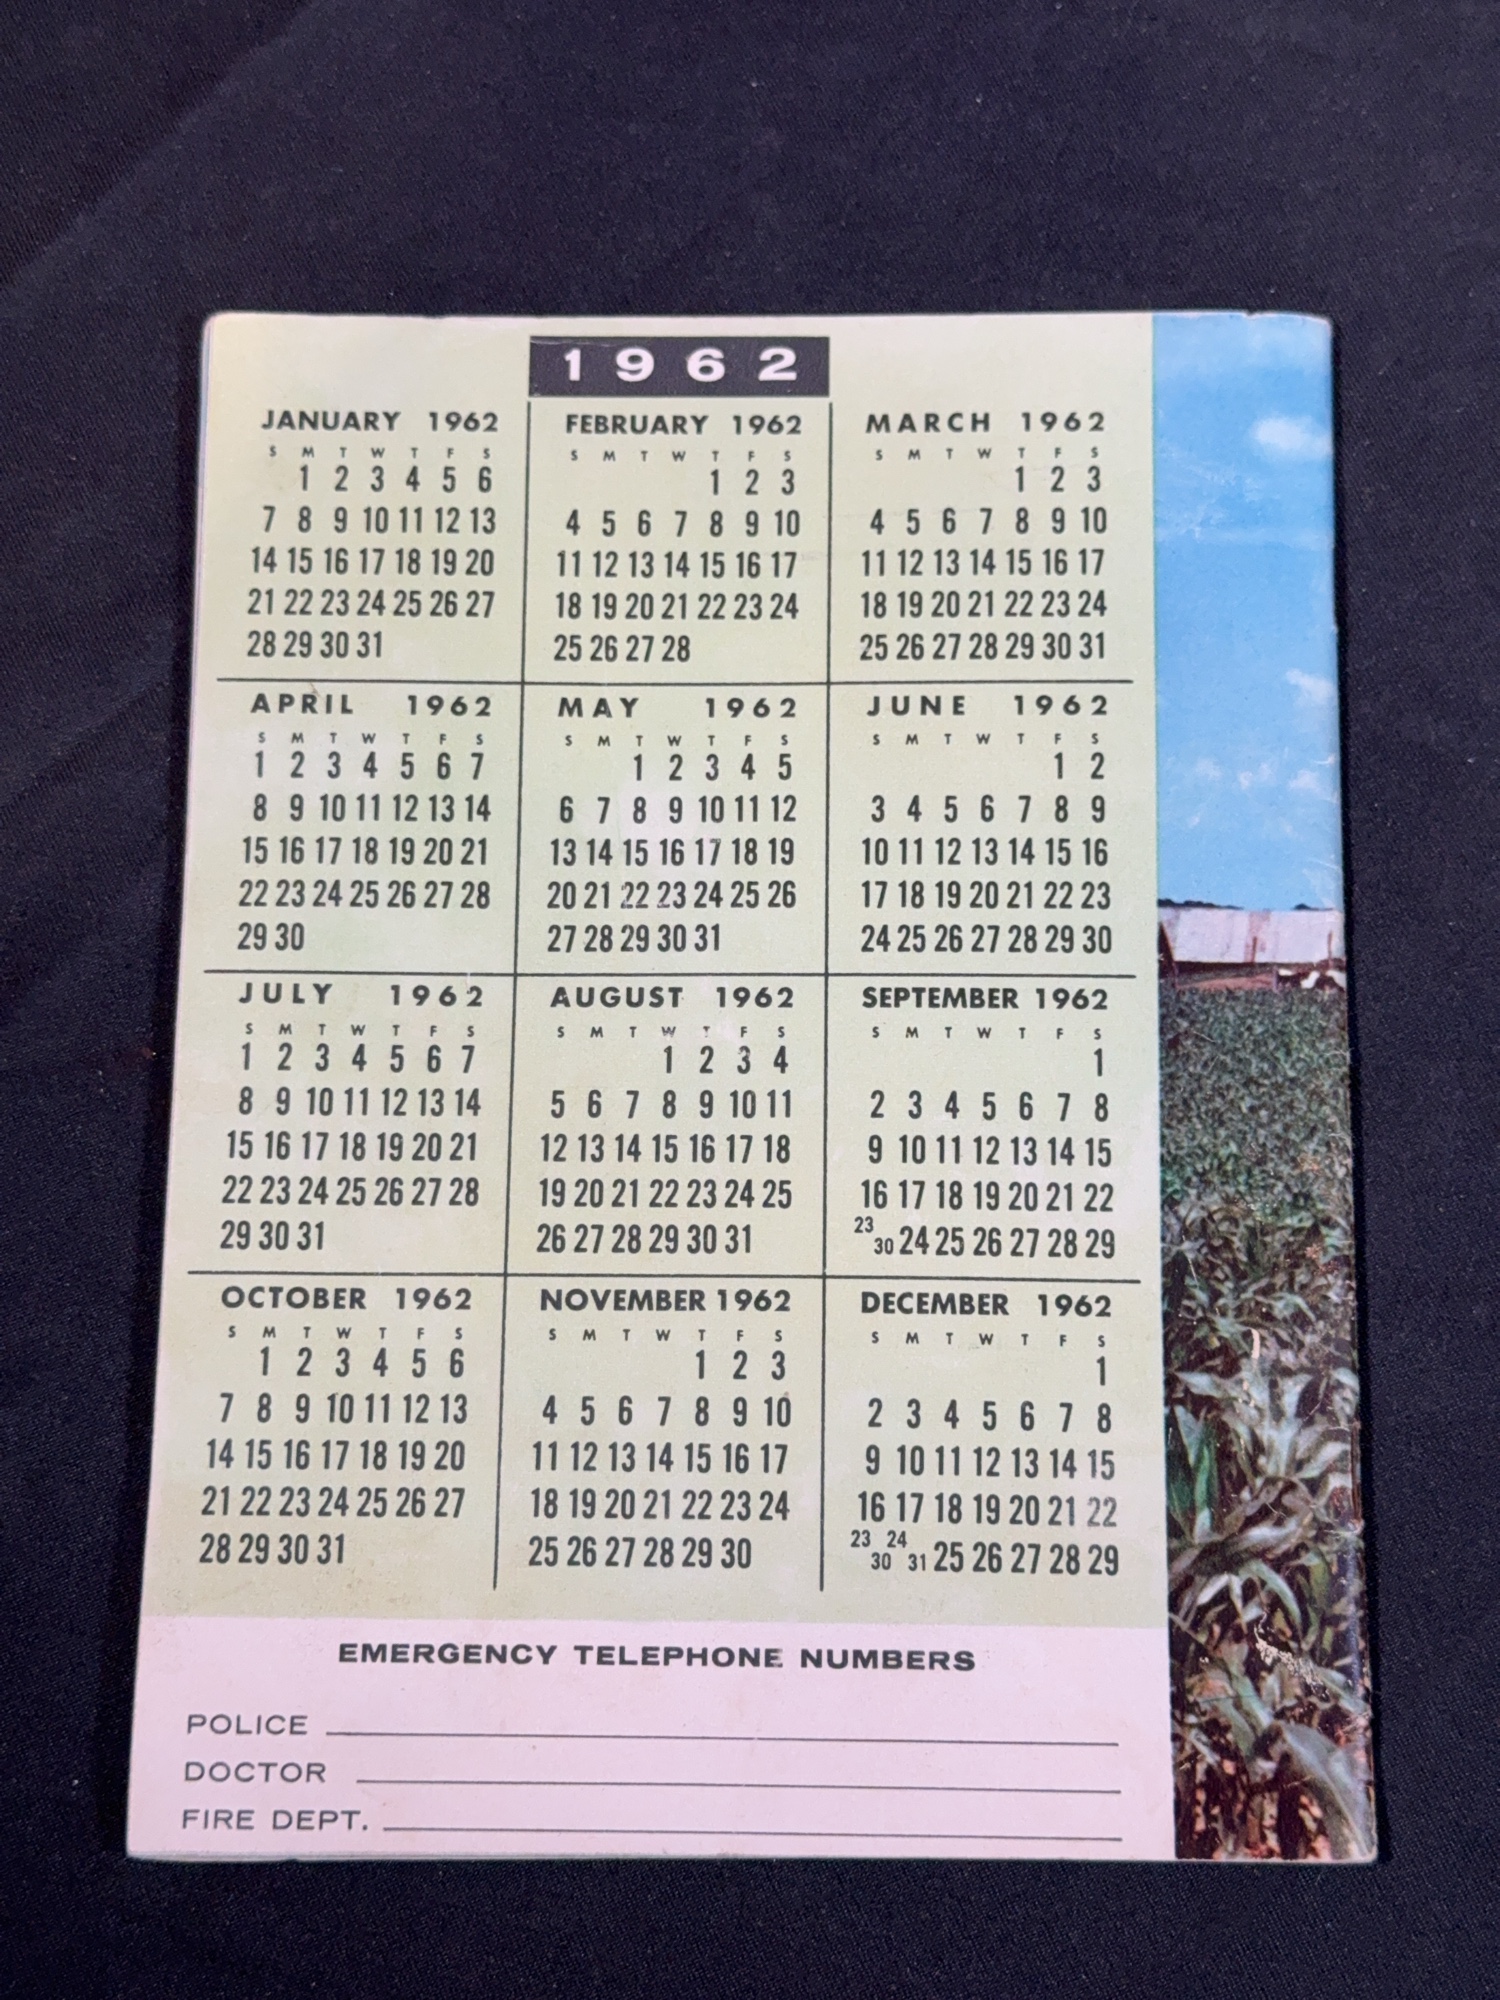 1962
JANUARY 1962
S M T W T F S
1 2 3 4 5 6
7 8 9 10 11 12 13
14 15 16 17 18 19 20
21 22 23 24 25 26 27
28 29 30 31
FEBRUARY 1962
S M T W T F S
1 2 3
4 5 6 7 8 9 10
11 12 13 14 15 16 17
18 19 20 21 22 23 24
25 26 27 28
MARCH 1962
S M T W T F S
1 2 3
4 5 6 7 8 9 10
11 12 13 14 15 16 17
18 19 20 21 22 23 24
25 26 27 28 29 30 31
APRIL 1962
S M T W T F S
1 2 3 4 5 6 7
8 9 10 11 12 13 14
15 16 17 18 19 20 21
22 23 24 25 26 27 28
29 30
MAY 1962
S M T W T F S
1 2 3 4 5
6 7 8 9 10 11 12
13 14 15 16 17 18 19
20 21 22 23 24 25 26
27 28 29 30 31
JUNE 1962
S M T W T F S
1 2
3 4 5 6 7 8 9
10 11 12 13 14 15 16
17 18 19 20 21 22 23
24 25 26 27 28 29 30
JULY 1962
S M T W T F S
1 2 3 4 5 6 7
8 9 10 11 12 13 14
15 16 17 18 19 20 21
22 23 24 25 26 27 28
29 30 31
AUGUST 1962
S M T W T F S
1 2 3 4
5 6 7 8 9 10 11
12 13 14 15 16 17 18
19 20 21 22 23 24 25
26 27 28 29 30 31
SEPTEMBER 1962
S M T W T F S
1
2 3 4 5 6 7 8
9 10 11 12 13 14 15
16 17 18 19 20 21 22
23 30 24 25 26 27 28 29
OCTOBER 1962
S M T W T F S
1 2 3 4 5 6
7 8 9 10 11 12 13
14 15 16 17 18 19 20
21 22 23 24 25 26 27
28 29 30 31
NOVEMBER 1962
S M T W T F S
1 2 3
4 5 6 7 8 9 10
11 12 13 14 15 16 17
18 19 20 21 22 23 24
25 26 27 28 29 30
DECEMBER 1962
S M T W T F S
1
2 3 4 5 6 7 8
9 10 11 12 13 14 15
16 17 18 19 20 21 22
23 30 24 31 25 26 27 28 29
EMERGENCY TELEPHONE NUMBERS
POLICE
DOCTOR
FIRE DEPT.